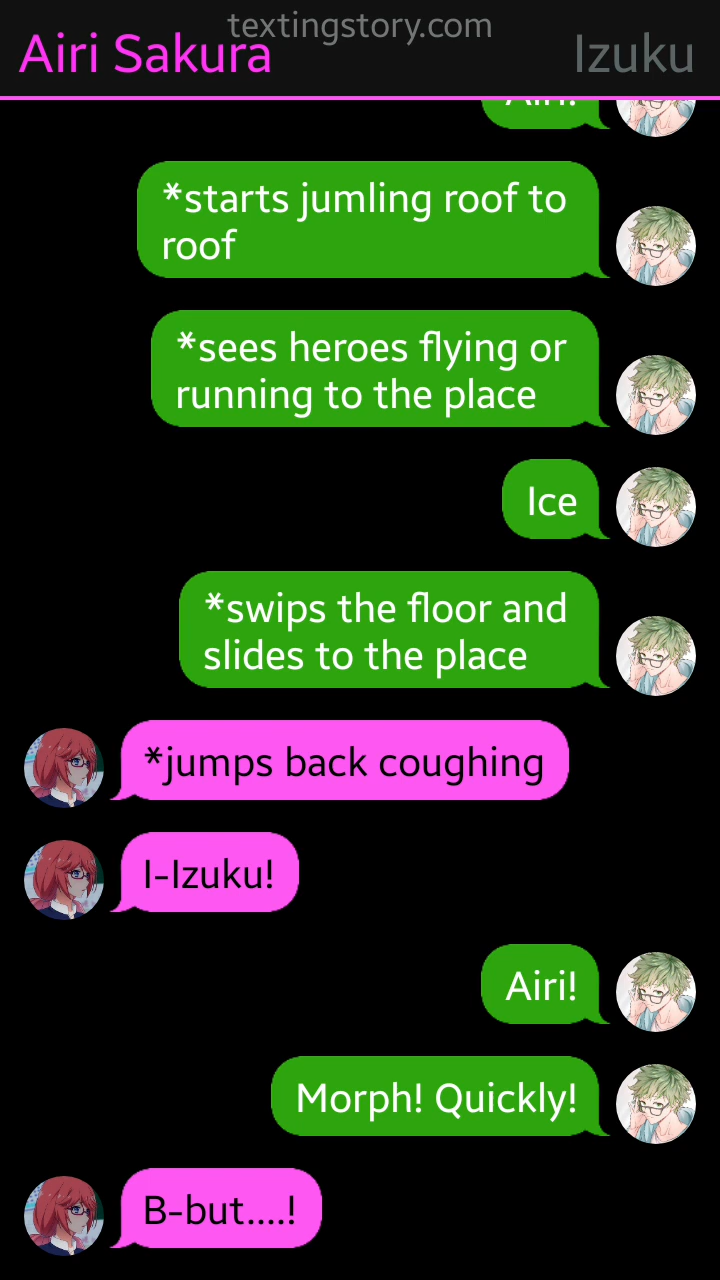 textingstory.com
Airi Sakura
Izuku
Airi!
*starts jumling roof to
roof
*sees heroes flying or
running to the place
Ice
*swips the floor and
slides to the place
*jumps back coughing
I-Izuku!
Airi!
Morph! Quickly!
B-but....!